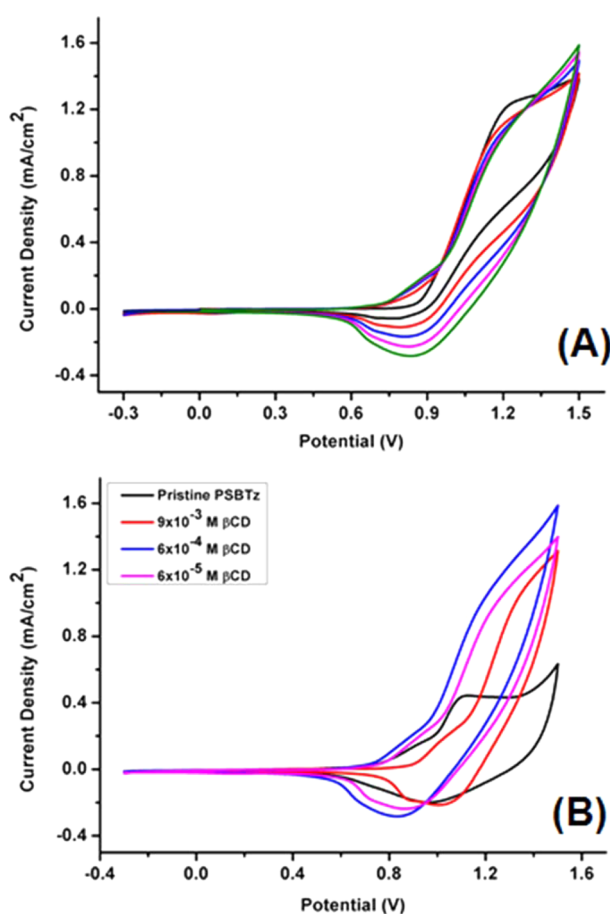 1.6
1.2
0.8
0.4
0.0
-0.4
Current Density (mA/cm²)
(A)
-0.3 0.0 0.3 0.6 0.9 1.2 1.5
Potential (V)
1.6
1.2
0.8
0.4
0.0
-0.4
Current Density (mA/cm²)
Pristine PSBTz
9x10⁻³ M βCD
6x10⁻⁴ M βCD
6x10⁻⁵ M βCD
(B)
-0.4 0.0 0.4 0.8 1.2 1.6
Potential (V)